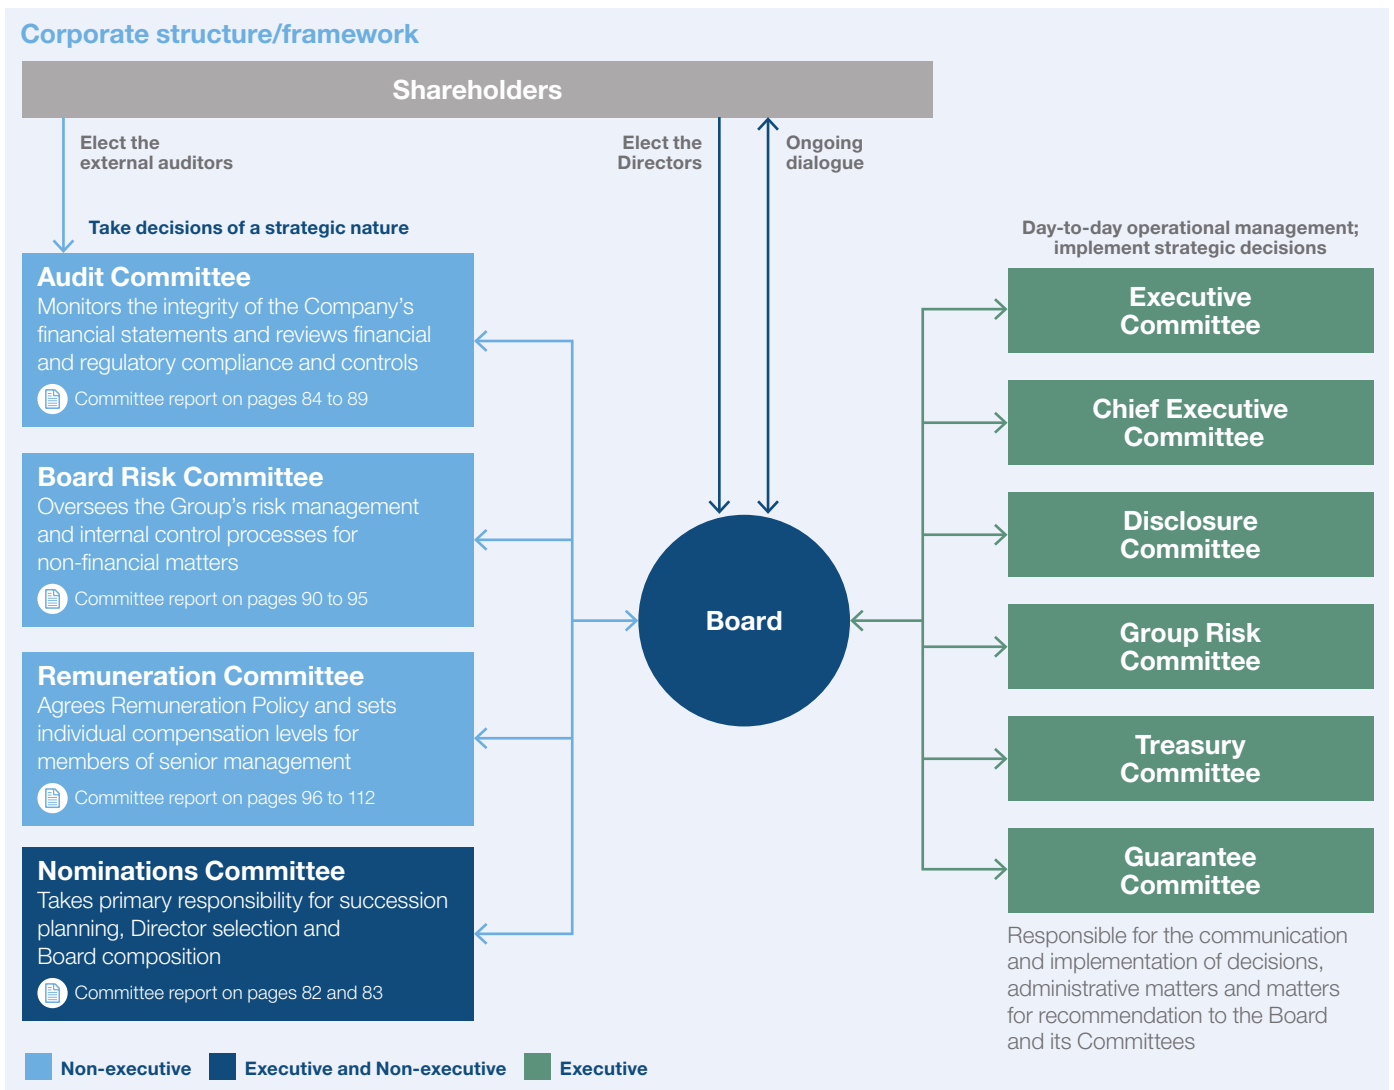 Corporate structure/framework
Shareholders
Elect the
external auditors
Elect the
Directors
Ongoing
dialogue
Take decisions of a strategic nature
Audit Committee
Monitors the integrity of the Company’s
financial statements and reviews financial
and regulatory compliance and controls
Committee report on pages 84 to 89
Board Risk Committee
Oversees the Group’s risk management
and internal control processes for
non-financial matters
Committee report on pages 90 to 95
Remuneration Committee
Agrees Remuneration Policy and sets
individual compensation levels for
members of senior management
Committee report on pages 96 to 112
Nominations Committee
Takes primary responsibility for succession
planning, Director selection and
Board composition
Committee report on pages 82 and 83
Board
Day-to-day operational management;
implement strategic decisions
Executive
Committee
Chief Executive
Committee
Disclosure
Committee
Group Risk
Committee
Treasury
Committee
Guarantee
Committee
Responsible for the communication
and implementation of decisions,
administrative matters and matters
for recommendation to the Board
and its Committees
Non-executive
Executive and Non-executive
Executive